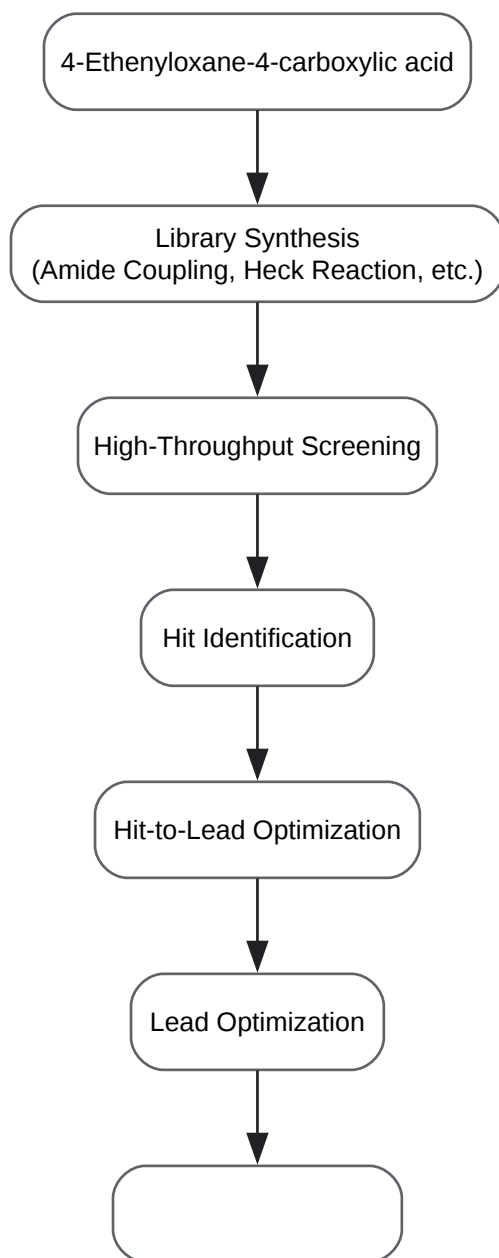 4-Ethenyloxane-4-carboxylic acid
Library Synthesis
(Amide Coupling, Heck Reaction, etc.)
High-Throughput Screening
Hit Identification
Hit-to-Lead Optimization
Lead Optimization